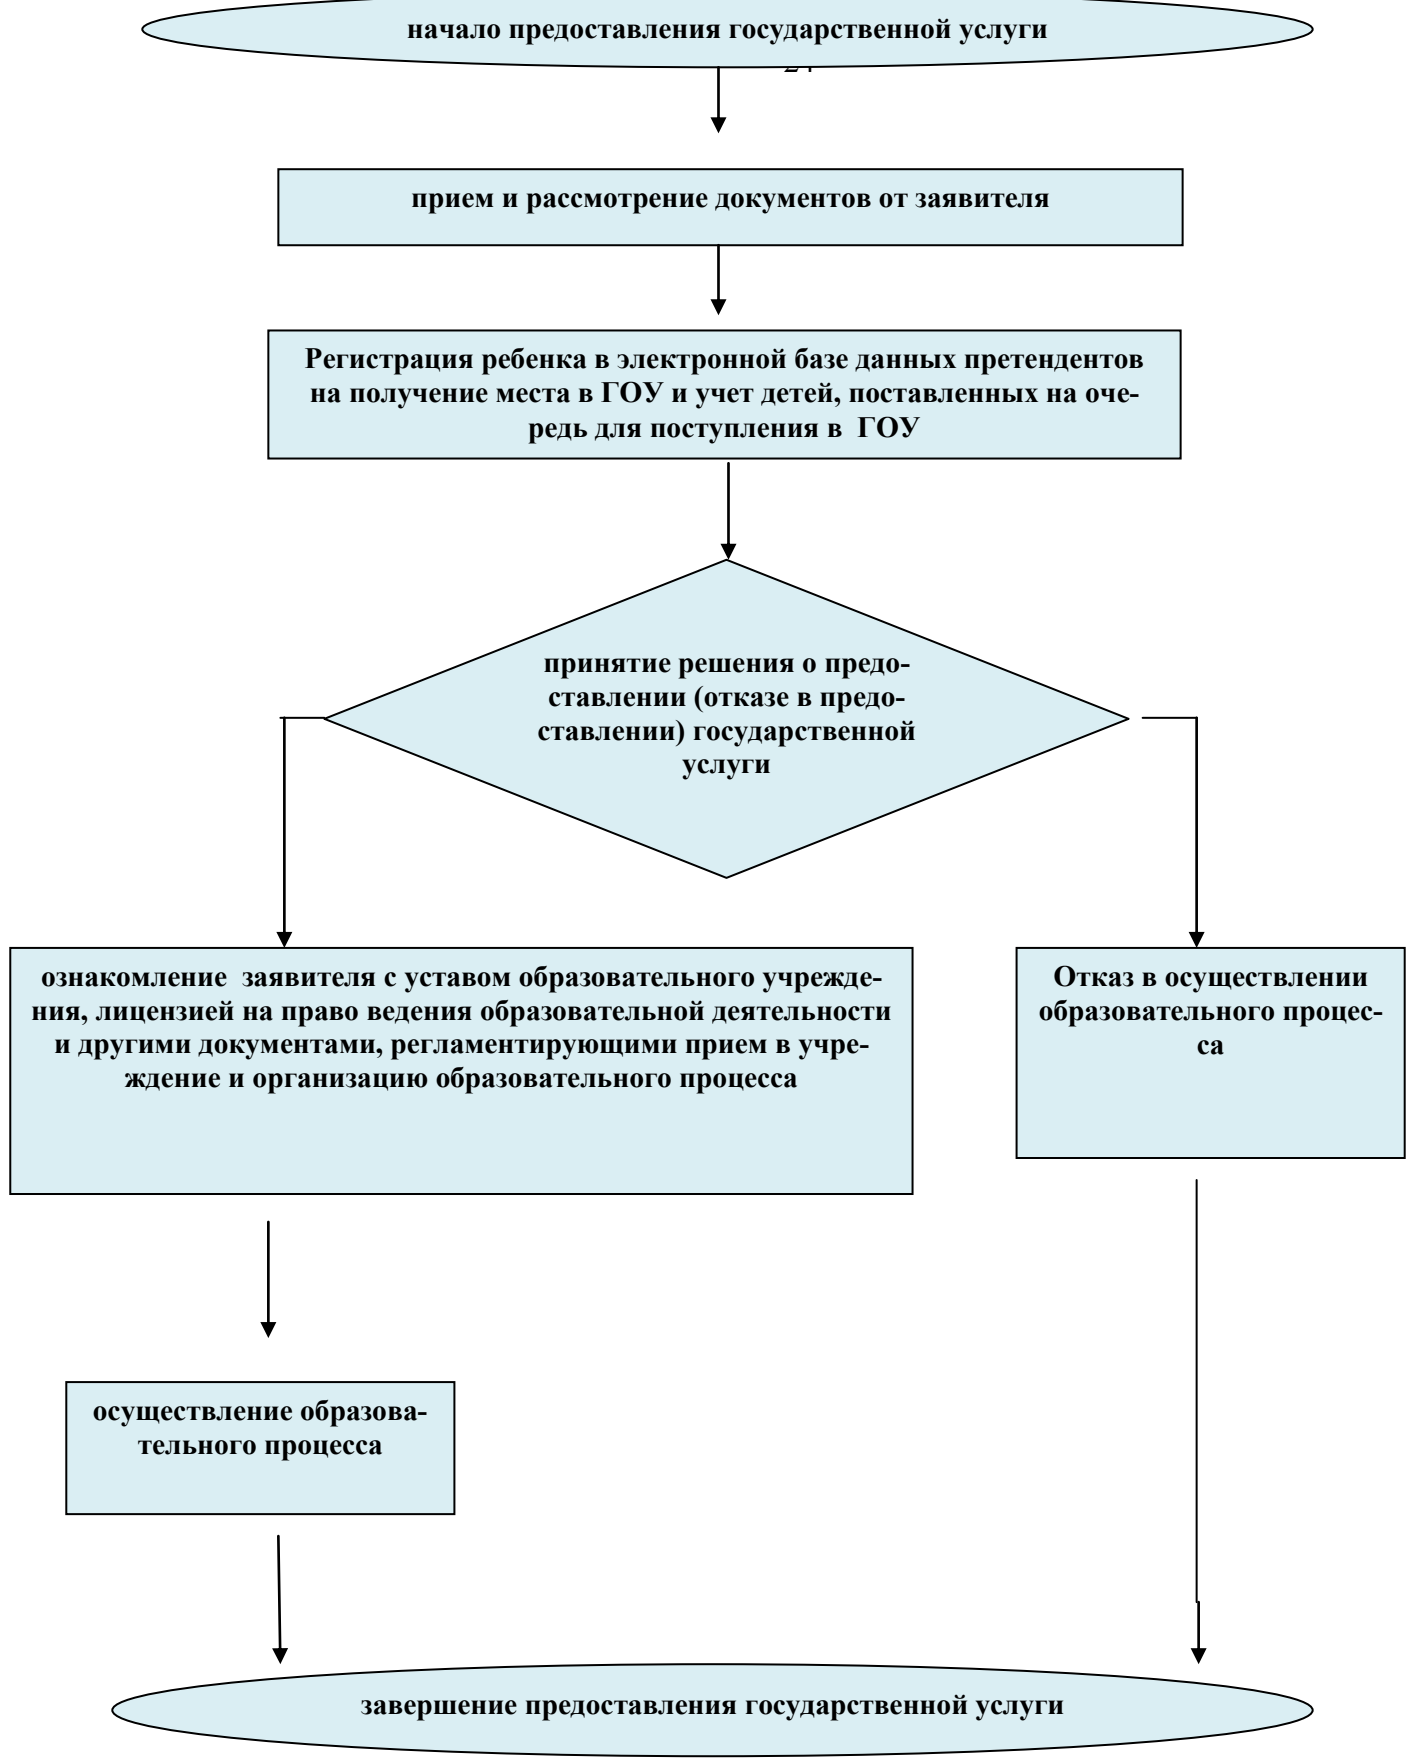 начало предоставления государственной услуги
прием и рассмотрение документов от заявителя
Регистрация ребенка в электронной базе данных претендентов
на получение места в ГОУ и учет детей, поставленных на оче-
редь для поступления в  ГОУ
принятие решения о предо-
ставлении (отказе в предо-
ставлении) государственной
услуги
ознакомление  заявителя с уставом образовательного учрежде-
ния, лицензией на право ведения образовательной деятельности
и другими документами, регламентирующими прием в учре-
ждение и организацию образовательного процесса
Отказ в осуществлении
образовательного процес-
са
осуществление образова-
тельного процесса
завершение предоставления государственной услуги